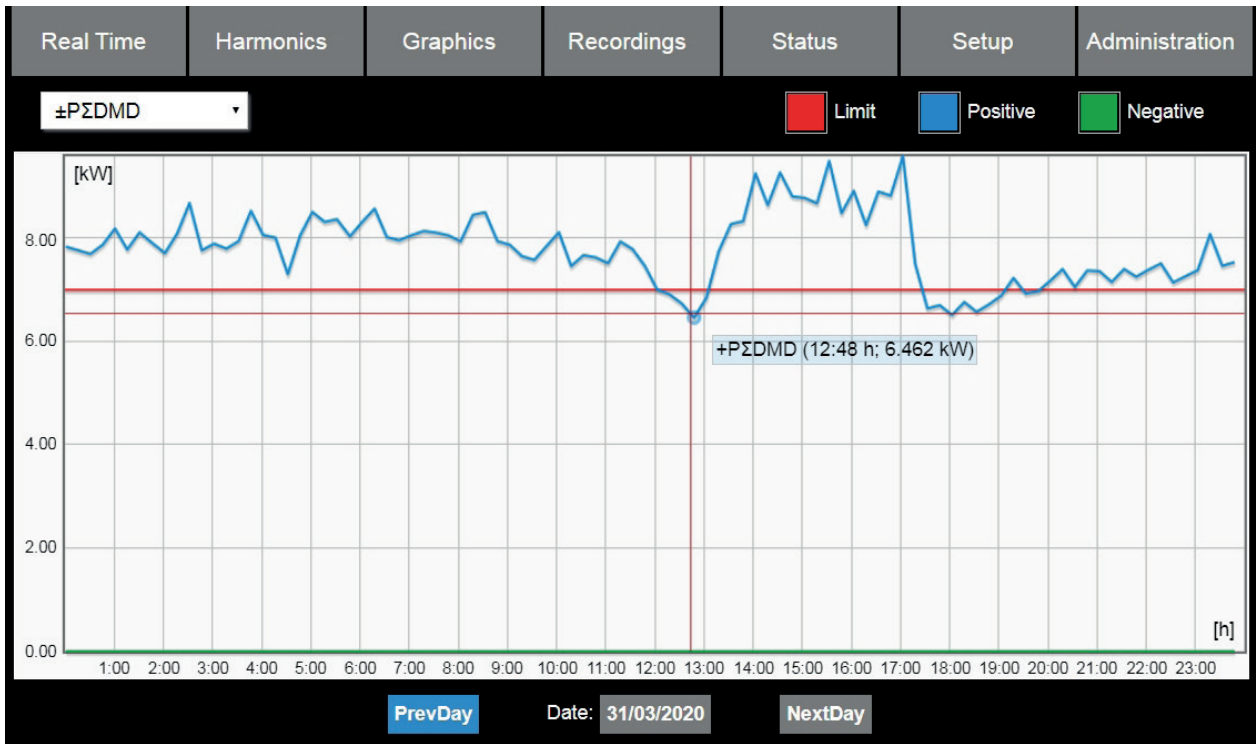 Real Time Harmonics Graphics Recordings Status Setup Administration
±PΣDMD Limit Positive Negative
[kW]
8.00
6.00
+PΣDMD (12:48 h; 6.462 kW)
4.00
2.00
[h]
0.00
1:00 2:00 3:00 4:00 5:00 6:00 7:00 8:00 9:00 10:00 11:00 12:00 13:00 14:00 15:00 16:00 17:00 18:00 19:00 20:00 21:00 22:00 23:00
PrevDay Date: 31/03/2020 NextDay